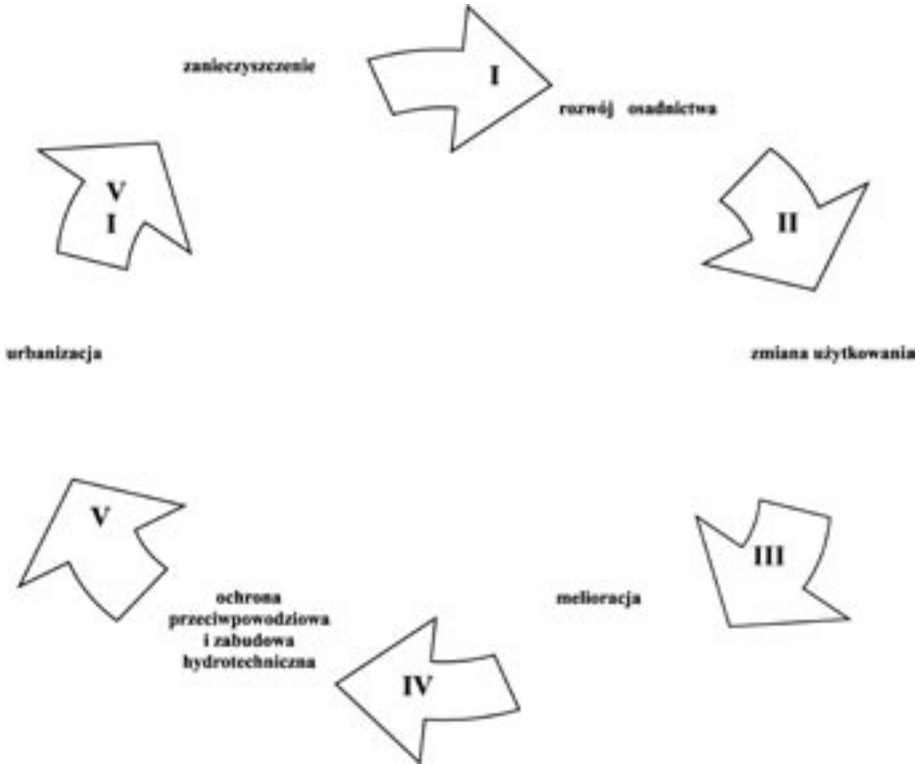 zanieczyszczenie
I
rozwój osadnictwa
V
I
II
urbanizacja
zmiana użytkowania
V
III
ochrona
przeciwpowodziowa
i zabudowa
hydrotechniczna
melioracja
IV